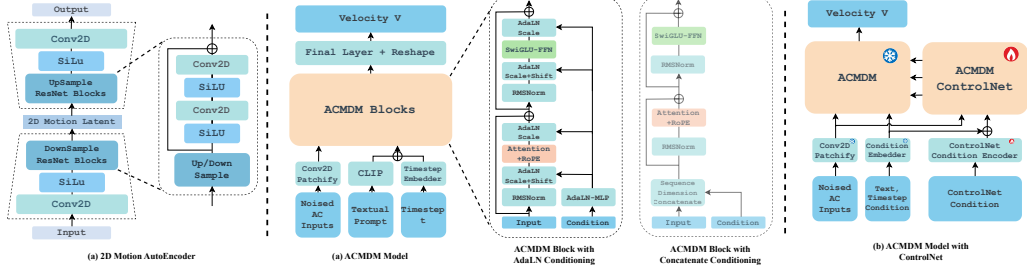 Output
Conv2D
SiLu
UpSample
ResNet Blocks
2D Motion Latent
DownSample
ResNet Blocks
SiLu
Conv2D
Input
Conv2D
SiLU
Conv2D
SiLU
Up/Down
Sample
(a) 2D Motion AutoEncoder
Velocity V
Final Layer + Reshape
ACMDM Blocks
Conv2D
Patchify
CLIP
Timestep
Embedder
Noised
AC
Inputs
Textual
Prompt
Timestep
t
(a) ACMDM Model
AdaLN
Scale
SwiGLU-FFN
AdaLN
Scale+Shift
RMSNorm
AdaLN
Scale
Attention
+RoPE
AdaLN
Scale+Shift
RMSNorm
AdaLN-MLP
Input
Condition
ACMDM Block with
AdaLN Conditioning
SwiGLU-FFN
RMSNorm
Attention
+RoPE
RMSNorm
Sequence
Dimension
Concatenate
Input
Condition
ACMDM Block with
Concatenate Conditioning
Velocity V
ACMDM
ACMDM
ControlNet
Conv2D
Patchify
Condition
Embedder
ControlNet
Condition Encoder
Noised
AC
Inputs
Text,
Timestep
Condition
ControlNet
Condition
(b) ACMDM Model with
ControlNet